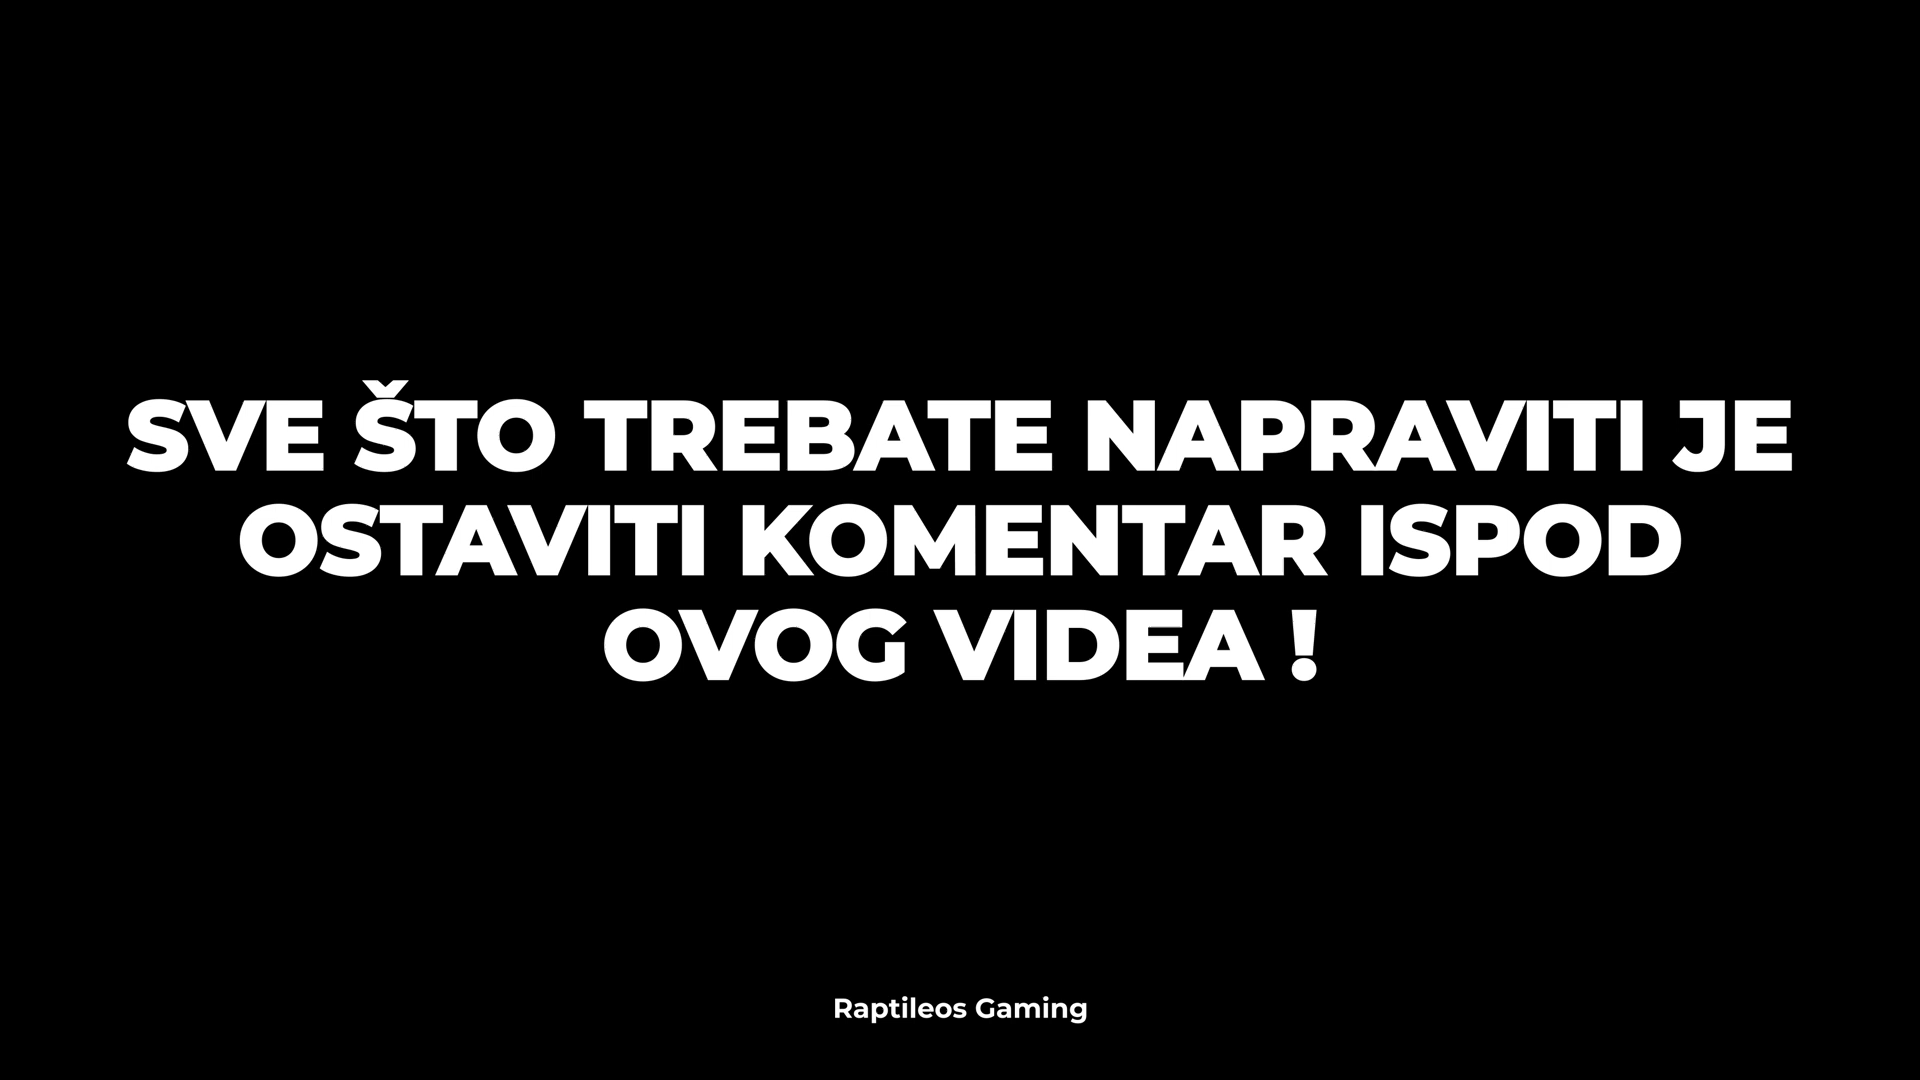 SVE ŠTO TREBATE NAPRAVITI JE
OSTAVITI KOMENTAR ISPOD
OVOG VIDEA !
Raptileos Gaming